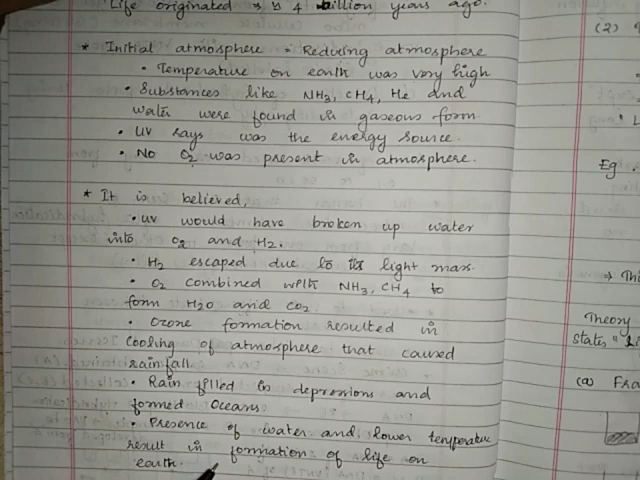 Life originated 4 billion years ago.
* Initial atmosphere = Reducing atmosphere
• Temperature on earth was very high
• Substances like NH3, CH4, He and
water were found in gaseous form
• UV rays was the energy source.
• No O2 was present in atmosphere.
* It is believed,
• UV would have broken up water
into O2 and H2.
• H2 escaped due to its light mass.
• O2 combined with NH3, CH4 to
form H2O and CO2
• Ozone formation resulted in
cooling of atmosphere that caused
rainfall.
• Rain filled in depressions and
formed Oceans.
• Presence of water and lower temperature
result in formation of life on
earth.
(2)
Eg.
Theory
states
(a)